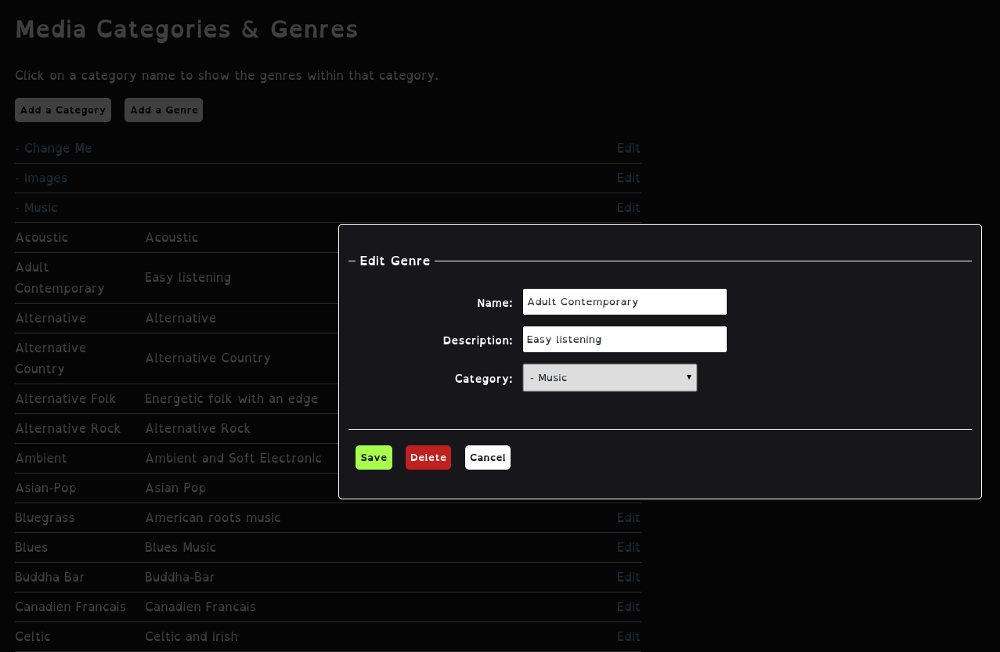 Media Categories & Genres
Click on a category name to show the genres within that category.
Add a Category Add a Genre
- Change Me Edit
- Images Edit
- Music Edit
Acoustic Acoustic
Adult Contemporary Easy listening
Alternative Alternative
Alternative Country Alternative Country
Alternative Folk Energetic folk with an edge
Alternative Rock Alternative Rock
Ambient Ambient and Soft Electronic
Asian-Pop Asian Pop
Bluegrass American roots music Edit
Blues Blues Music Edit
Buddha Bar Buddha-Bar Edit
Canadien Francais Canadien Francais Edit
Celtic Celtic and Irish Edit
Edit Genre
Name: Adult Contemporary
Description: Easy listening
Category: - Music
Save Delete Cancel